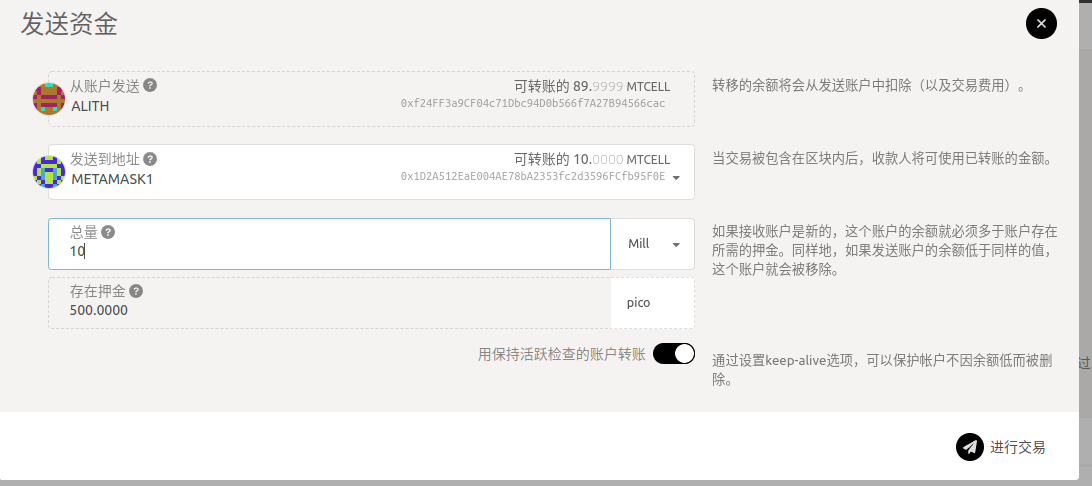 发送资金
从账户发送
可转账的 89.9999 MTCELL
ALITH
0xf24FF3a9CF04c71Dbc94D0b566f7A27B94566cac
转移的余额将会从发送账户中扣除（以及交易费用）。
发送到地址
可转账的 10.0000 MTCELL
METAMASK1
0x1D2A512EaE004AE78bA2353fc2d3596FCfb95F0E
当交易被包含在区块内后，收款人将可使用已转账的金额。
总量
10
Mill
如果接收账户是新的，这个账户的余额就必须多于账户存在
所需的押金。同样地，如果发送账户的余额低于同样的值，
这个账户就会被移除。
存在押金
500.0000
pico
用保持活跃检查的账户转账
通过设置keep-alive选项，可以保护帐户不因余额低而被删
除。
过
进行交易